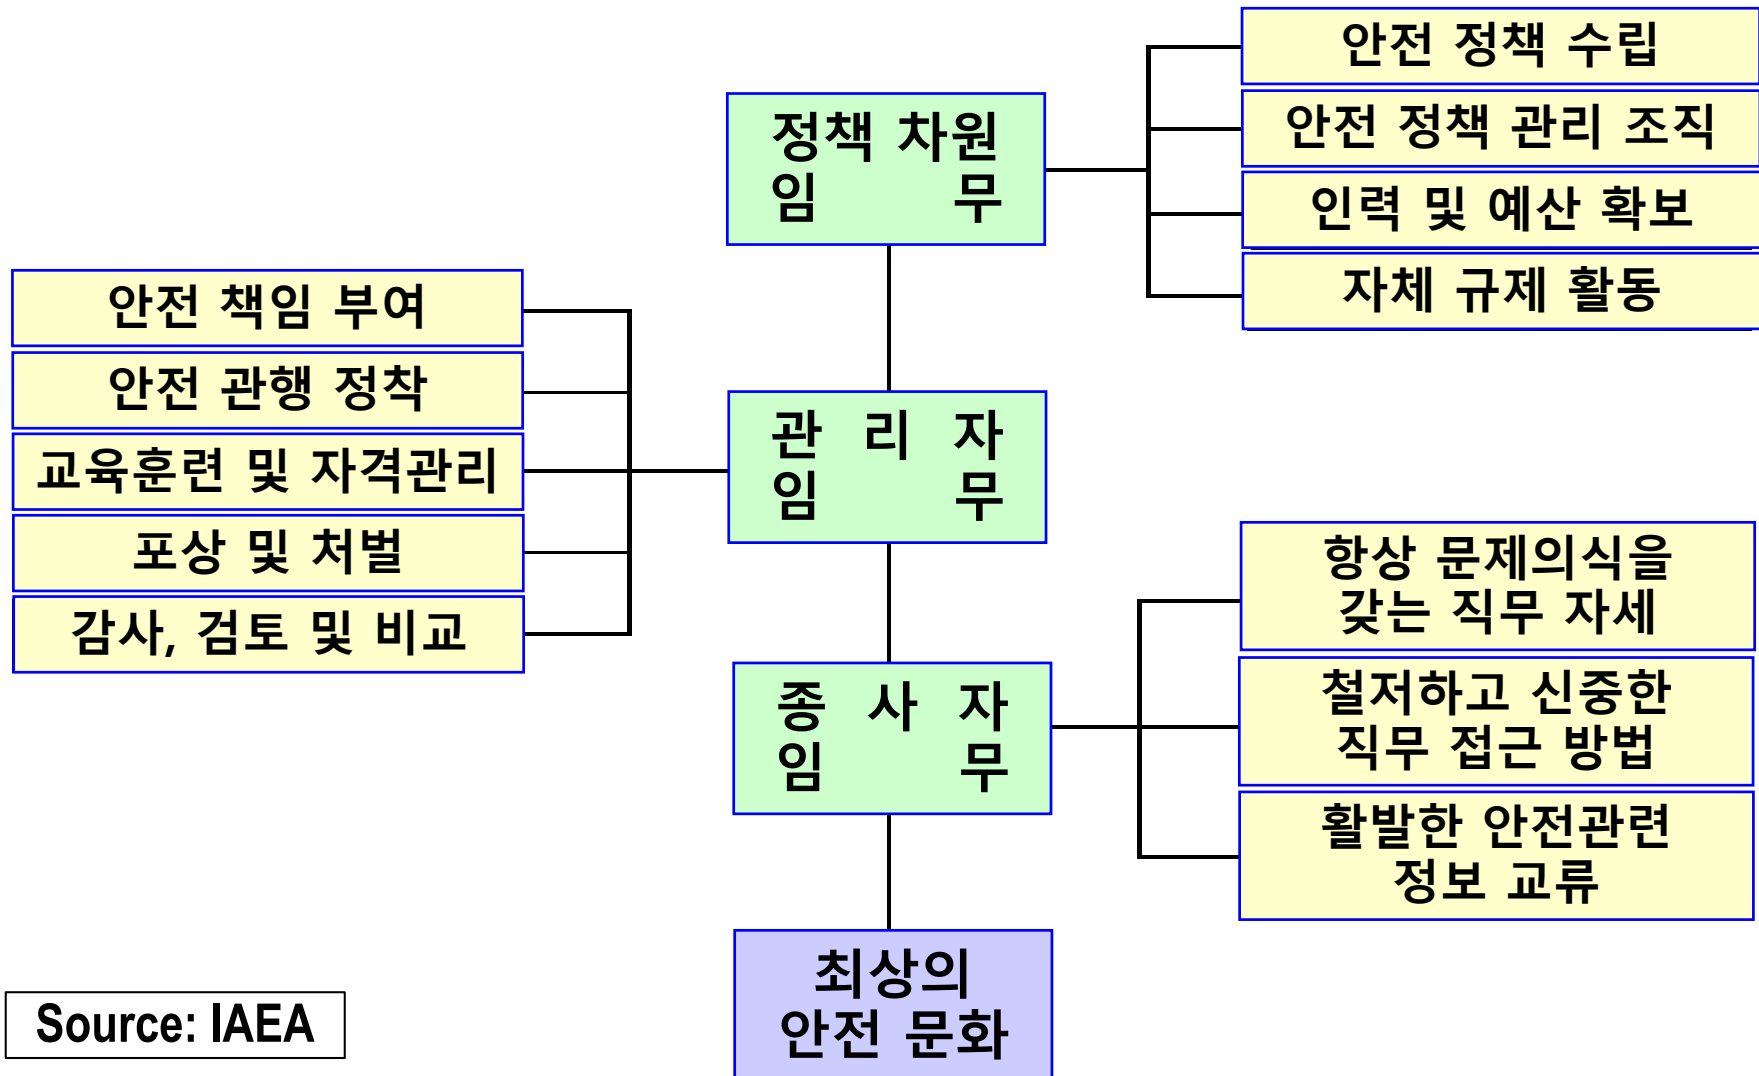 정책 차원
임 무
안전 정책 수립
안전 정책 관리 조직
인력 및 예산 확보
자체 규제 활동
안전 책임 부여
안전 관행 정착
교육훈련 및 자격관리
포상 및 처벌
감사, 검토 및 비교
관 리 자
임 무
종 사 자
임 무
항상 문제의식을
갖는 직무 자세
철저하고 신중한
직무 접근 방법
활발한 안전관련
정보 교류
최상의
안전 문화
Source: IAEA